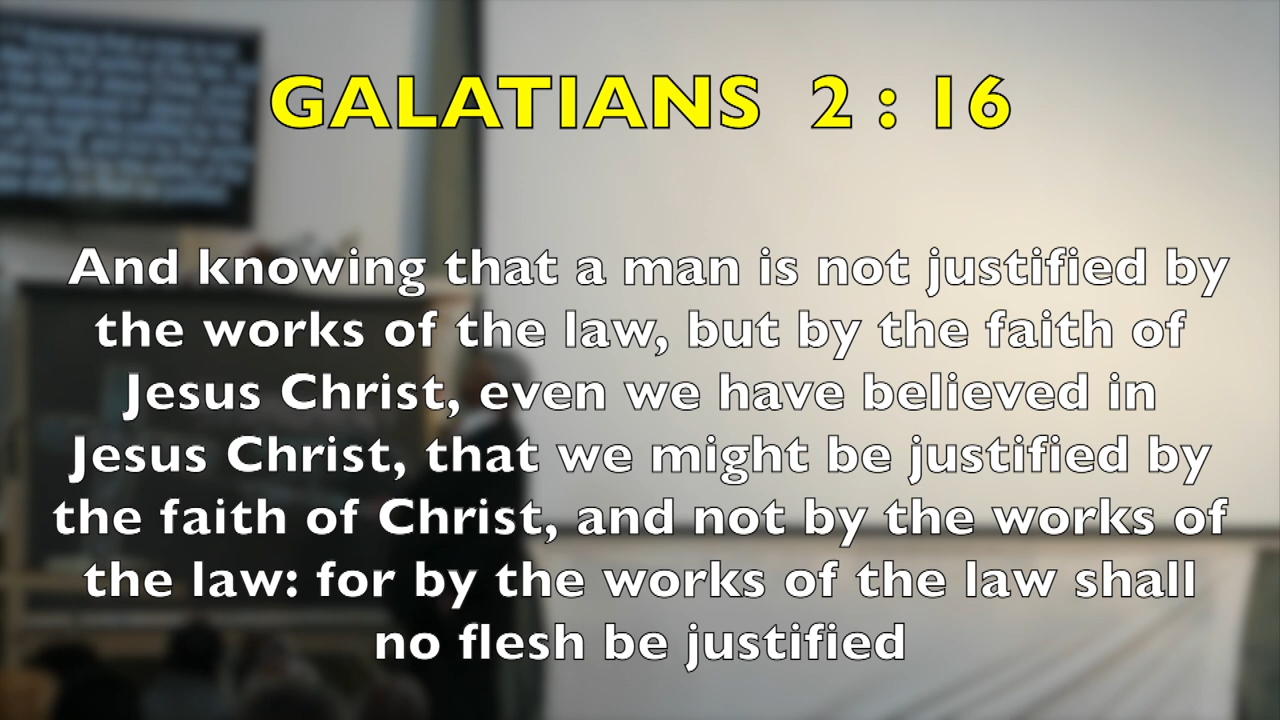 GALATIANS 2 : 16
And knowing that a man is not justified by
the works of the law, but by the faith of
Jesus Christ, even we have believed in
Jesus Christ, that we might be justified by
the faith of Christ, and not by the works of
the law: for by the works of the law shall
no flesh be justified